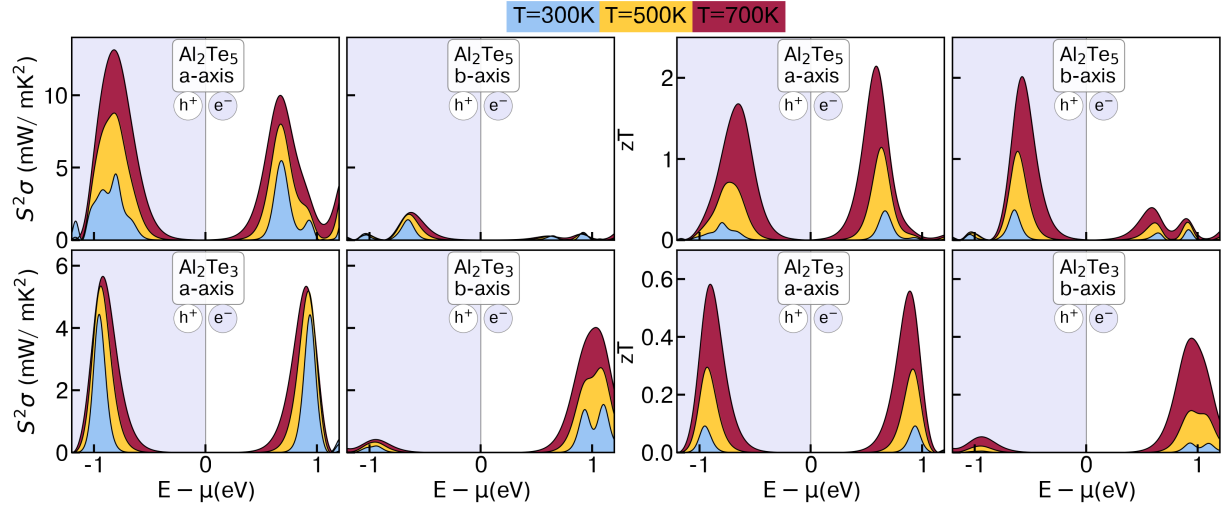 T=300K T=500K T=700K
S²σ (mW/ mK²)
10
5
0
Al₂Te₅
a-axis
h⁺ e⁻
Al₂Te₅
b-axis
h⁺ e⁻
zT
2
1
0
Al₂Te₅
a-axis
h⁺ e⁻
Al₂Te₅
b-axis
h⁺ e⁻
S²σ (mW/ mK²)
6
4
2
0
Al₂Te₃
a-axis
h⁺ e⁻
-1 0 1
E − μ(eV)
Al₂Te₃
b-axis
h⁺ e⁻
-1 0 1
E − μ(eV)
zT
0.6
0.4
0.2
0.0
Al₂Te₃
a-axis
h⁺ e⁻
-1 0 1
E − μ(eV)
Al₂Te₃
b-axis
h⁺ e⁻
-1 0 1
E − μ(eV)